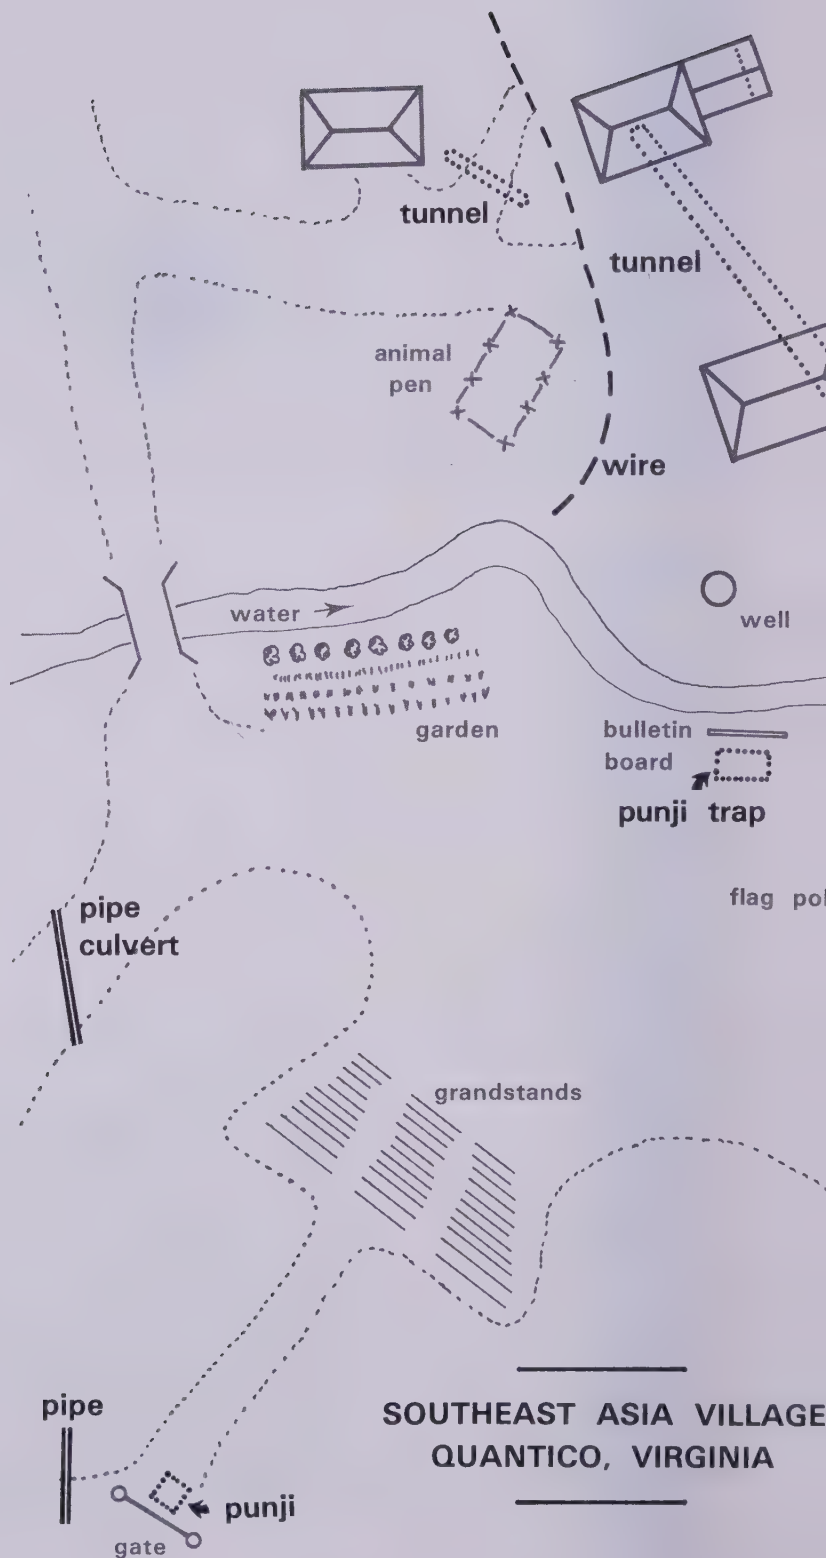 tunnel
tunnel
animal
pen
wire
water
well
garden
bulletin
board
punji trap
flag pol
pipe
culvert
grandstands
pipe
SOUTHEAST ASIA VILLAGE
QUANTICO, VIRGINIA
punji
gate